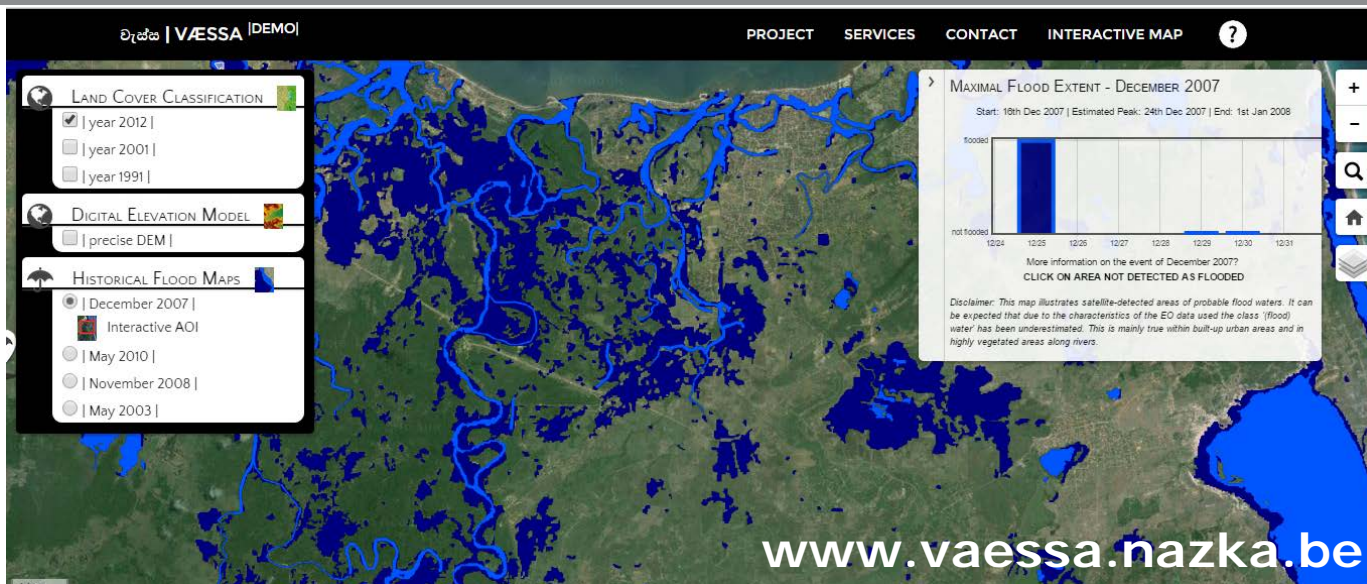 වැස්ස | VÆSSA |DEMO|
PROJECT SERVICES CONTACT INTERACTIVE MAP ?
LAND COVER CLASSIFICATION
| year 2012 |
| year 2001 |
| year 1991 |
DIGITAL ELEVATION MODEL
| precise DEM |
HISTORICAL FLOOD MAPS
| December 2007 |
Interactive AOI
| May 2010 |
| November 2008 |
| May 2003 |
MAXIMAL FLOOD EXTENT - DECEMBER 2007
Start: 16th Dec 2007 | Estimated Peak: 24th Dec 2007 | End: 1st Jan 2008
flooded
not flooded
12/24 12/25 12/26 12/27 12/28 12/29 12/30 12/31
More information on the event of December 2007?
CLICK ON AREA NOT DETECTED AS FLOODED
Disclaimer: This map illustrates satellite-detected areas of probable flood waters. It can
be expected that due to the characteristics of the EO data used the class '(flood)
water' has been underestimated. This is mainly true within built-up urban areas and in
highly vegetated areas along rivers.
+
-
www.vaessa.nazka.be